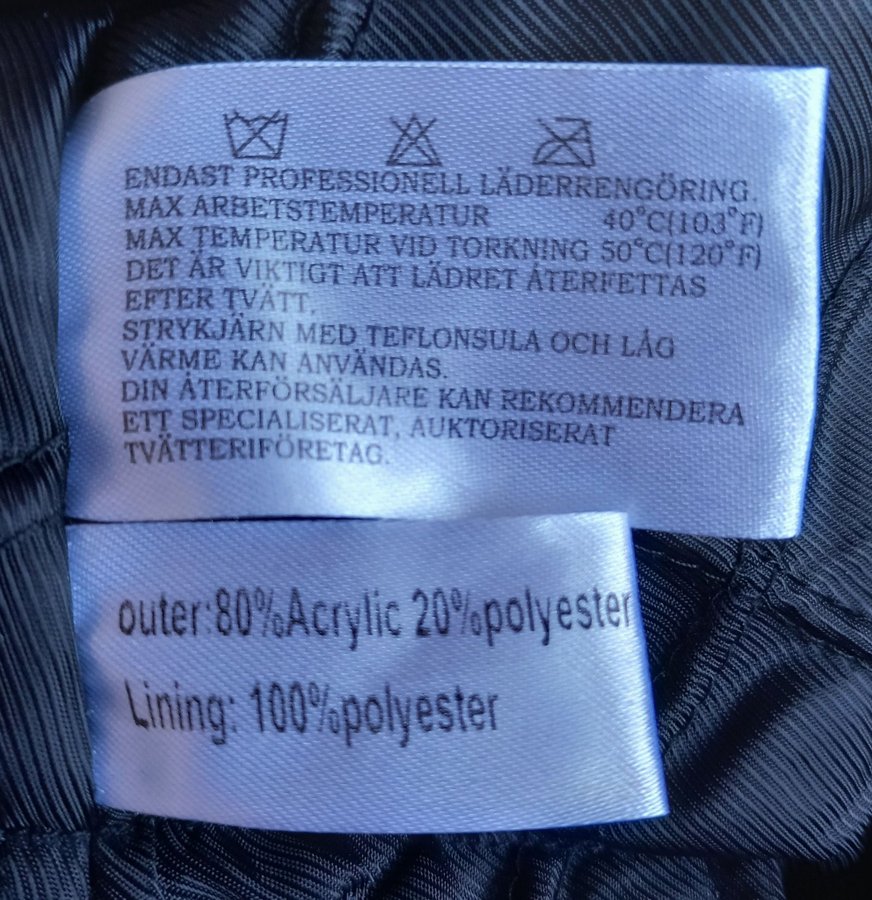 ENDAST PROFESSIONELL LÄDERRENGÖRING.
MAX ARBETSTEMPERATUR 40°C(103°F)
MAX TEMPERATUR VID TORKNING 50°C(120°F)
DET ÄR VIKTIGT ATT LÄDRET ÅTERFETTAS
EFTER TVÄTT.
STRYKJÄRN MED TEFLONSULA OCH LÅG
VÄRME KAN ANVÄNDAS.
DIN ÅTERFÖRSÄLJARE KAN REKOMMENDERA
ETT SPECIALISERAT, AUKTORISERAT
TVÄTTERIFÖRETAG.
outer:80%Acrylic 20%polyester
Lining: 100%polyester